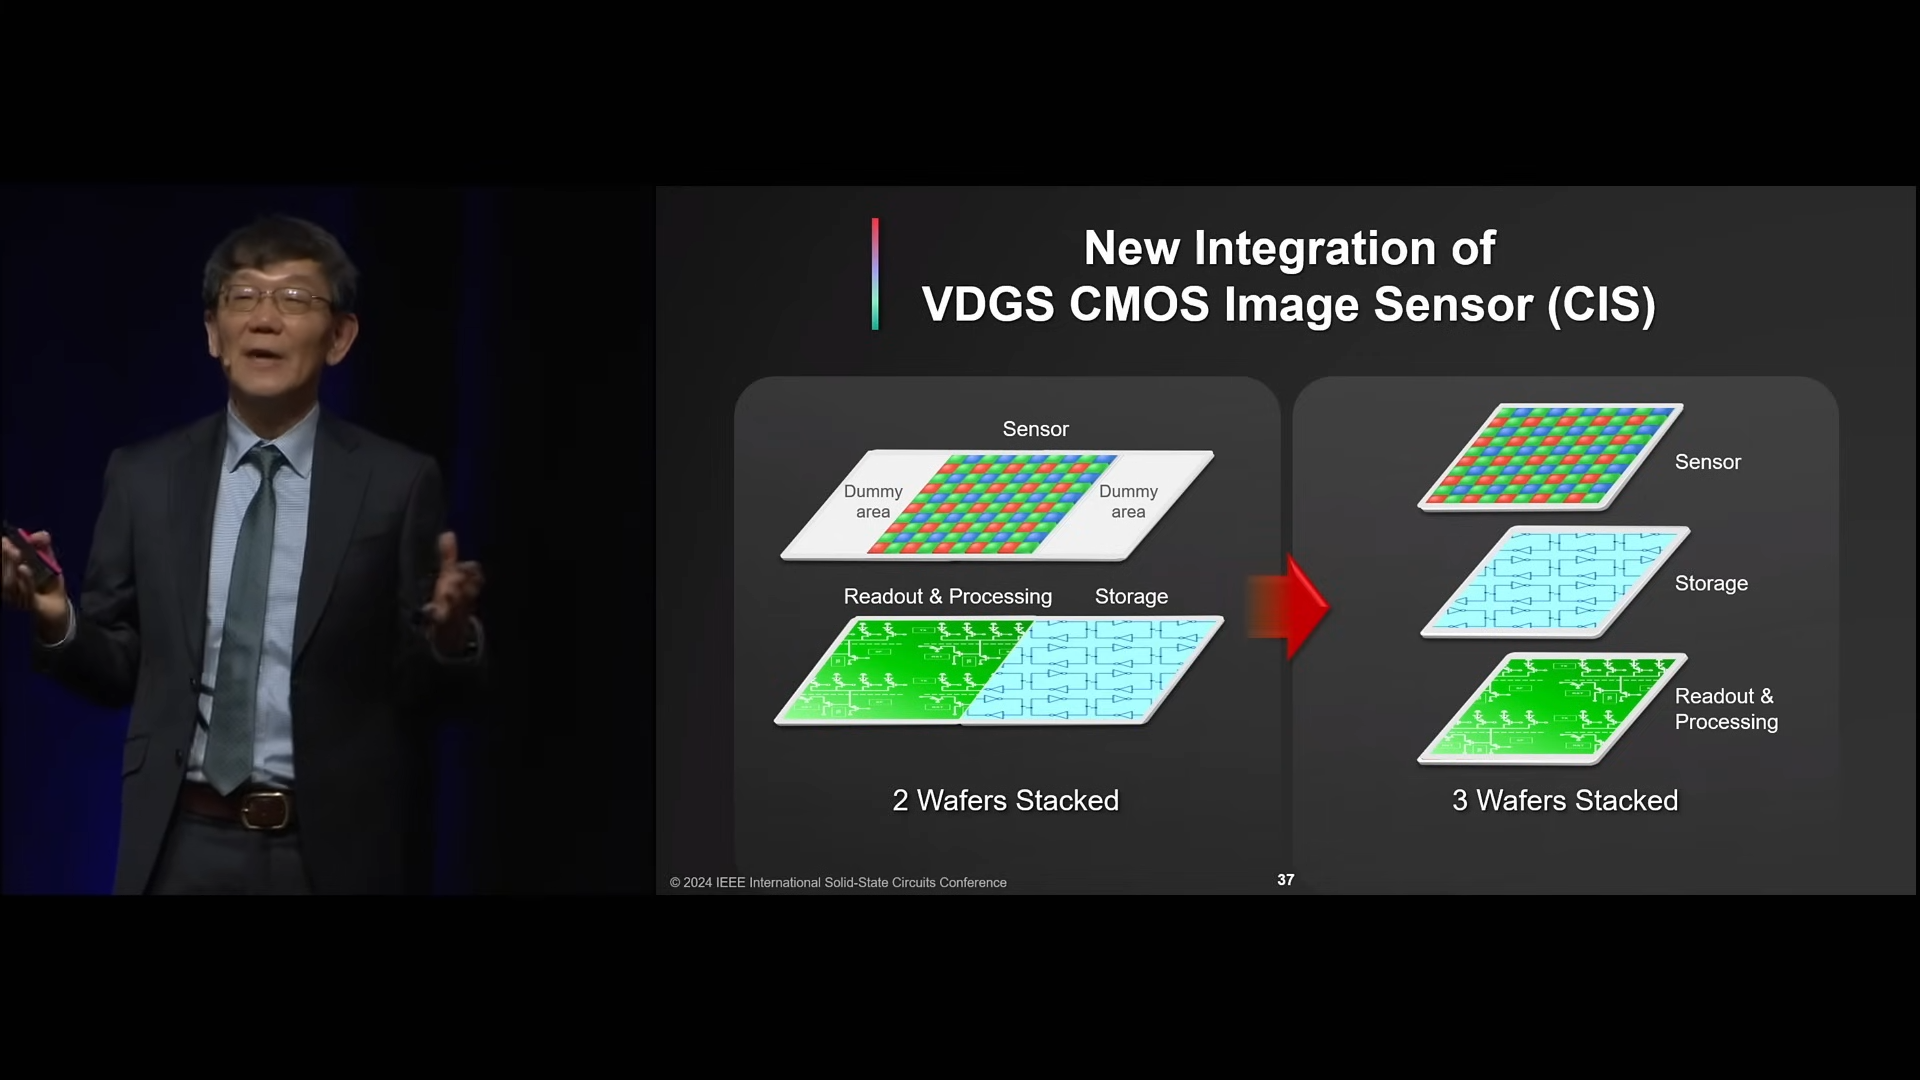 New Integration of
VDGS CMOS Image Sensor (CIS)
Sensor
Dummy
area
Dummy
area
Readout & Processing
Storage
2 Wafers Stacked
Sensor
Storage
Readout &
Processing
3 Wafers Stacked
© 2024 IEEE International Solid-State Circuits Conference
37